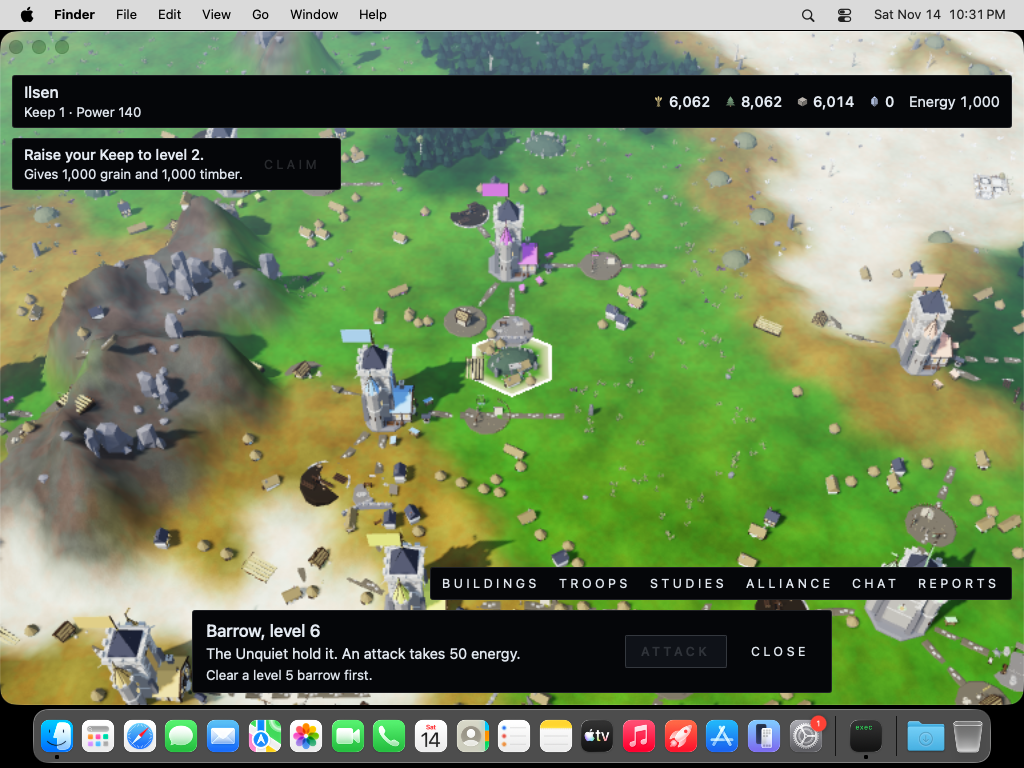 Finder File Edit View Go Window Help Sat Nov 14 10:31 PM
Ilsen
Keep 1 · Power 140
6,062 8,062 6,014 0 Energy 1,000
Raise your Keep to level 2.
Gives 1,000 grain and 1,000 timber.
CLAIM
BUILDINGS TROOPS STUDIES ALLIANCE CHAT REPORTS
Barrow, level 6
The Unquiet hold it. An attack takes 50 energy.
Clear a level 5 barrow first.
ATTACK CLOSE
Sat
14
tv
1
exec